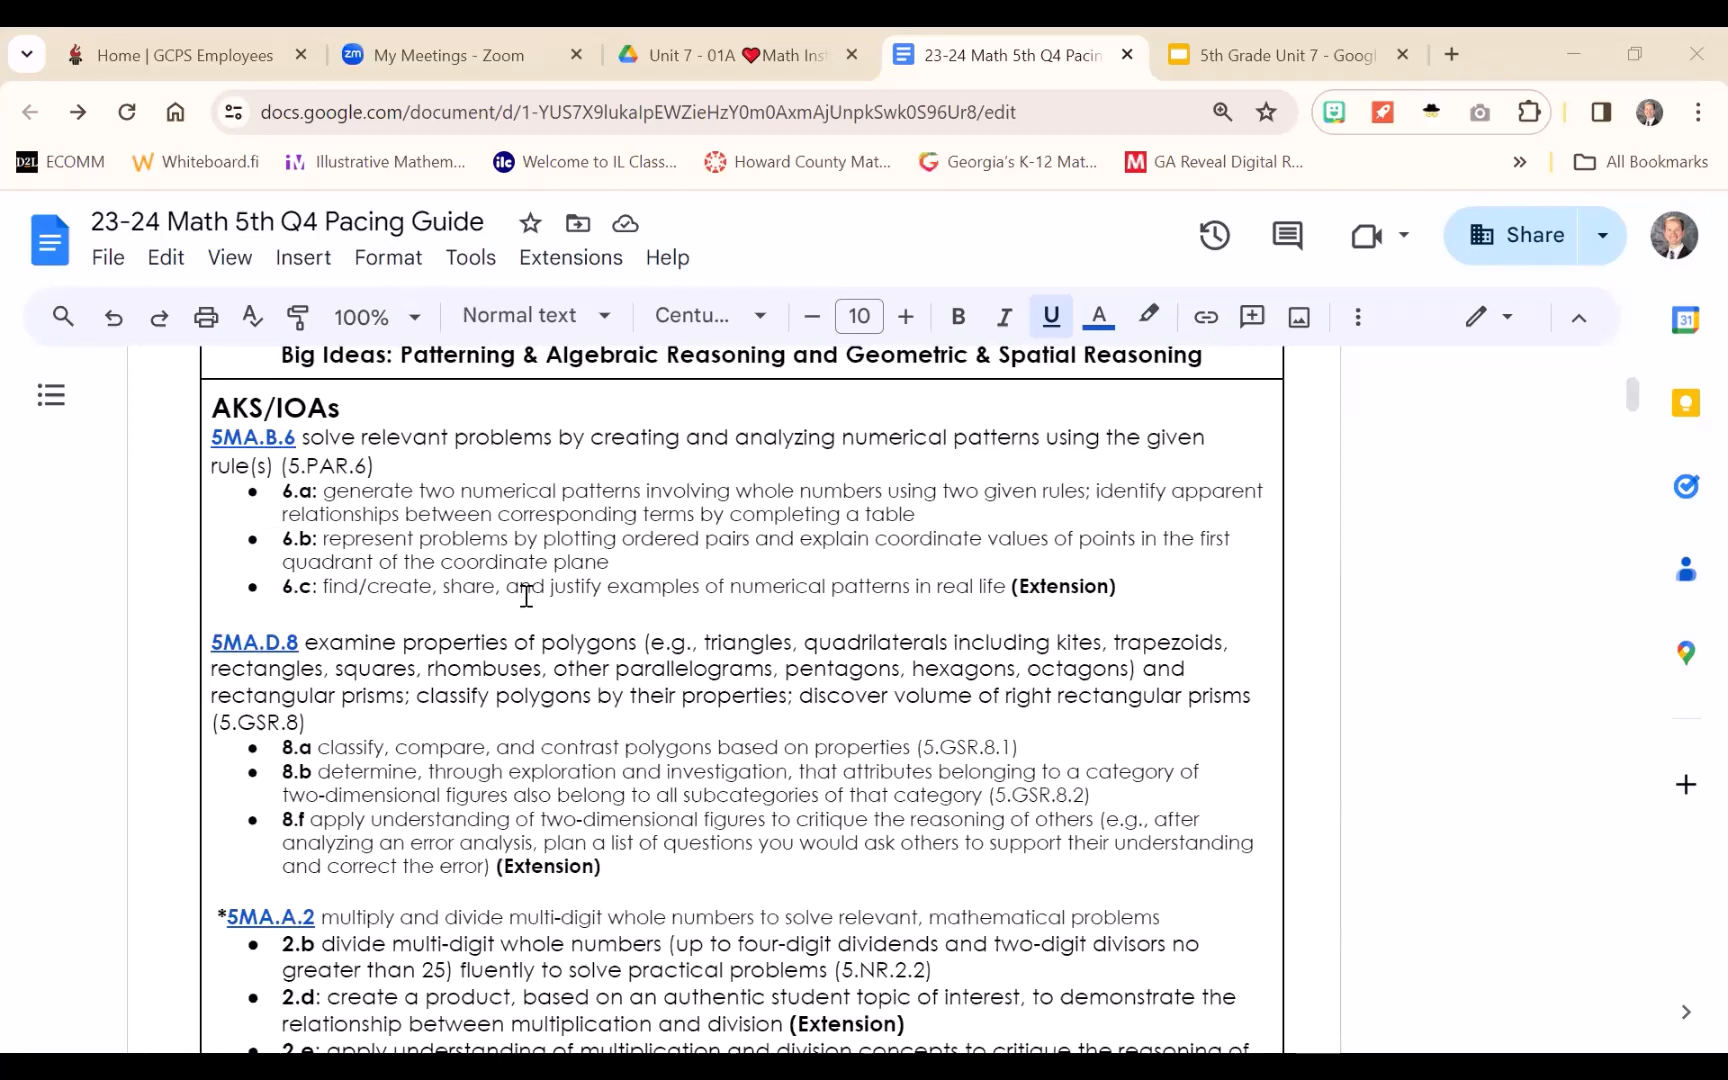 Home | GCPS Employees
My Meetings - Zoom
Unit 7 - 01A ❤Math Inst
23-24 Math 5th Q4 Pacin
5th Grade Unit 7 - Googl
docs.google.com/document/d/1-YUS7X9lukaIpEWZieHzY0m0AxmAjUnpkSwk0S96Ur8/edit
D2L ECOMM
Whiteboard.fi
Illustrative Mathem...
ilc Welcome to IL Class...
Howard County Mat...
Georgia's K-12 Mat...
GA Reveal Digital R...
All Bookmarks
23-24 Math 5th Q4 Pacing Guide
Share
File Edit View Insert Format Tools Extensions Help
100%
Normal text
Centu...
10
B I U A
31
Big Ideas: Patterning & Algebraic Reasoning and Geometric & Spatial Reasoning
AKS/IOAs
5MA.B.6 solve relevant problems by creating and analyzing numerical patterns using the given
rule(s) (5.PAR.6)
● 6.a: generate two numerical patterns involving whole numbers using two given rules; identify apparent
relationships between corresponding terms by completing a table
● 6.b: represent problems by plotting ordered pairs and explain coordinate values of points in the first
quadrant of the coordinate plane
● 6.c: find/create, share, and justify examples of numerical patterns in real life (Extension)
5MA.D.8 examine properties of polygons (e.g., triangles, quadrilaterals including kites, trapezoids,
rectangles, squares, rhombuses, other parallelograms, pentagons, hexagons, octagons) and
rectangular prisms; classify polygons by their properties; discover volume of right rectangular prisms
(5.GSR.8)
● 8.a classify, compare, and contrast polygons based on properties (5.GSR.8.1)
● 8.b determine, through exploration and investigation, that attributes belonging to a category of
two-dimensional figures also belong to all subcategories of that category (5.GSR.8.2)
● 8.f apply understanding of two-dimensional figures to critique the reasoning of others (e.g., after
analyzing an error analysis, plan a list of questions you would ask others to support their understanding
and correct the error) (Extension)
*5MA.A.2 multiply and divide multi-digit whole numbers to solve relevant, mathematical problems
● 2.b divide multi-digit whole numbers (up to four-digit dividends and two-digit divisors no
greater than 25) fluently to solve practical problems (5.NR.2.2)
● 2.d: create a product, based on an authentic student topic of interest, to demonstrate the
relationship between multiplication and division (Extension)
● 2.e: apply understanding of multiplication and division concepts to critique the reasoning of